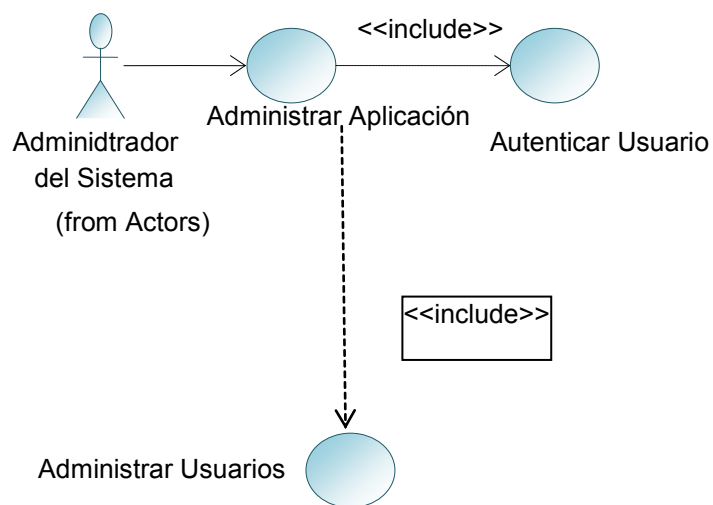 <<include>>
Administrar Aplicación
Adminidtrador
del Sistema
(from Actors)
Autenticar Usuario
<<include>>
Administrar Usuarios